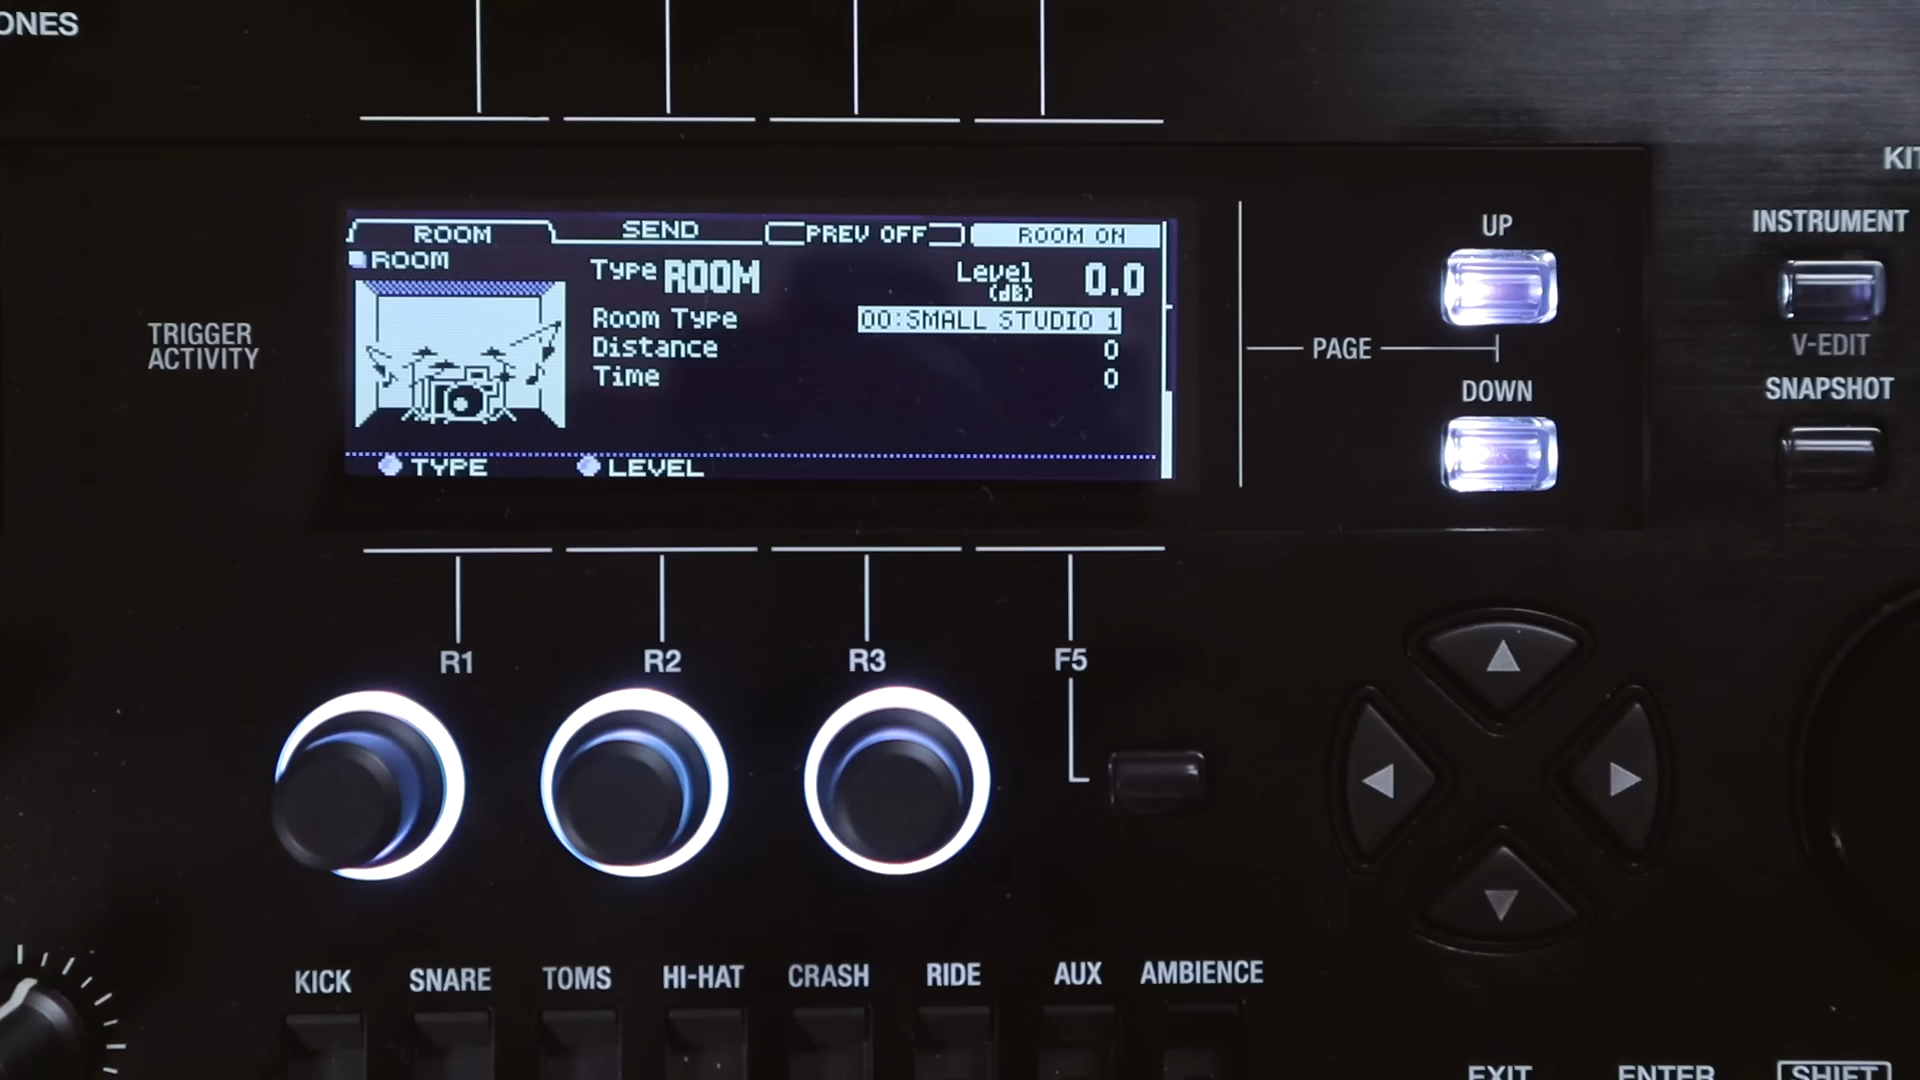 ONES
KIT
TRIGGER
ACTIVITY
ROOM SEND PREV OFF ROOM ON
ROOM
Type ROOM Level (dB) 0.0
Room Type 00:SMALL STUDIO 1
Distance 0
Time 0
TYPE LEVEL
UP
PAGE
DOWN
INSTRUMENT
V-EDIT
SNAPSHOT
R1 R2 R3 F5
KICK SNARE TOMS HI-HAT CRASH RIDE AUX AMBIENCE
EXIT ENTER SHIFT